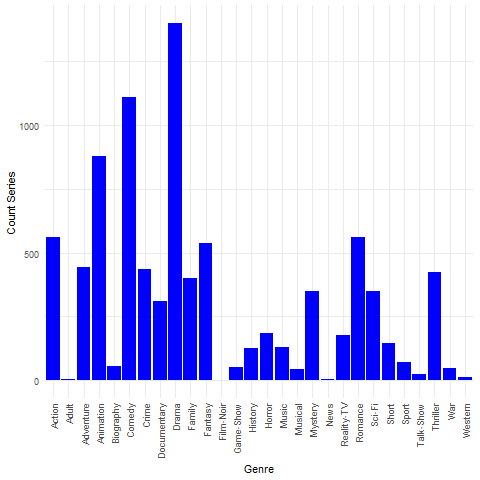 1000
500
0
Count Series
Action
Adult
Adventure
Animation
Biography
Comedy
Crime
Documentary
Drama
Family
Fantasy
Film-Noir
Game-Show
History
Horror
Music
Musical
Mystery
News
Reality-TV
Romance
Sci-Fi
Short
Sport
Talk-Show
Thriller
War
Western
Genre